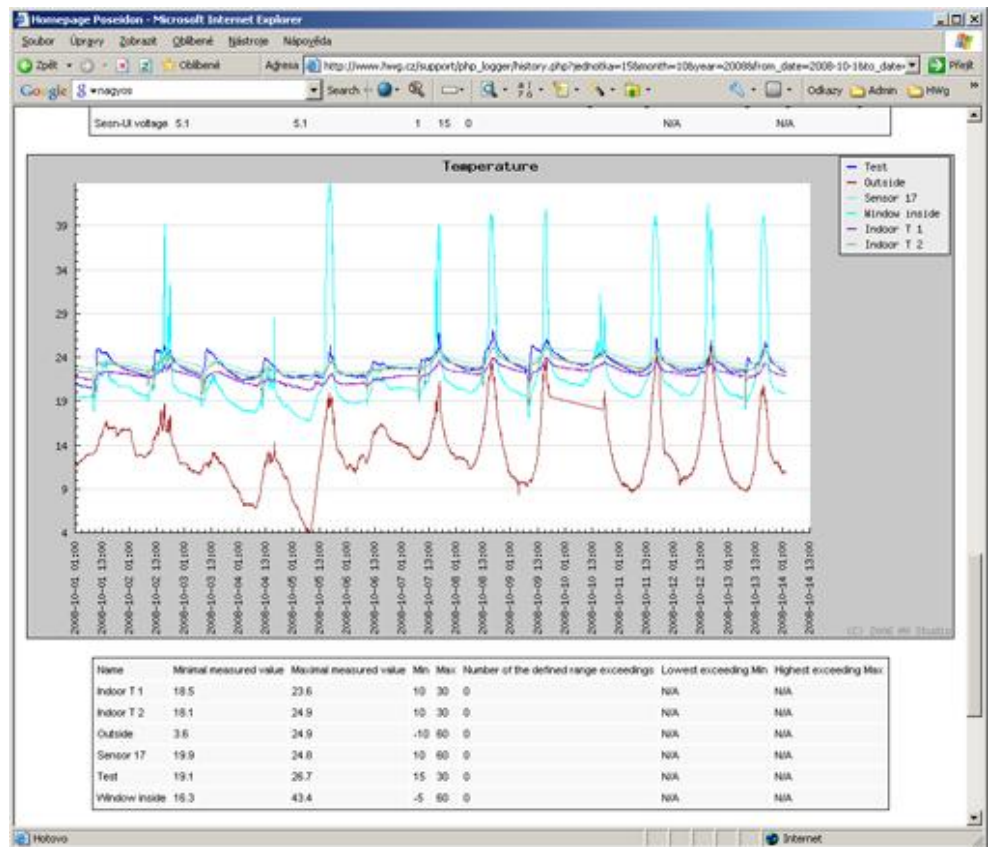 Homepage Poseidon - Microsoft Internet Explorer
Soubor Úpravy Zobrazit Oblíbené Nástroje Nápověda
Zpět Oblíbené Adresa http://www.hwg.cz/support/php_logger/history.php?jednotka=15&month=10&year=2008&from_date=2008-10-1&to_date= Přejít
Google nagyos Search Odkazy Admin HWg
Sesn-UI voltage 5.1 5.1 1 15 0 N/A N/A
Temperature
Test
Outside
Sensor 17
Window inside
Indoor T 1
Indoor T 2
39
34
29
24
19
14
9
4
2008-10-01 01:00
2008-10-01 13:00
2008-10-02 01:00
2008-10-02 13:00
2008-10-03 01:00
2008-10-03 13:00
2008-10-04 01:00
2008-10-04 13:00
2008-10-05 01:00
2008-10-05 13:00
2008-10-06 01:00
2008-10-06 13:00
2008-10-07 01:00
2008-10-07 13:00
2008-10-08 01:00
2008-10-08 13:00
2008-10-09 01:00
2008-10-09 13:00
2008-10-10 01:00
2008-10-10 13:00
2008-10-11 01:00
2008-10-11 13:00
2008-10-12 01:00
2008-10-12 13:00
2008-10-13 01:00
2008-10-13 13:00
2008-10-14 01:00
2008-10-14 13:00
Name Minimal measured value Maximal measured value Min Max Number of the defined range exceedings Lowest exceeding Min Highest exceeding Max
Indoor T 1 18.5 23.6 10 30 0 N/A N/A
Indoor T 2 18.1 24.9 10 30 0 N/A N/A
Outside 3.6 24.9 -10 60 0 N/A N/A
Sensor 17 19.9 24.8 10 60 0 N/A N/A
Test 19.1 26.7 15 30 0 N/A N/A
Window inside 16.3 43.4 -5 60 0 N/A N/A
Hotovo Internet